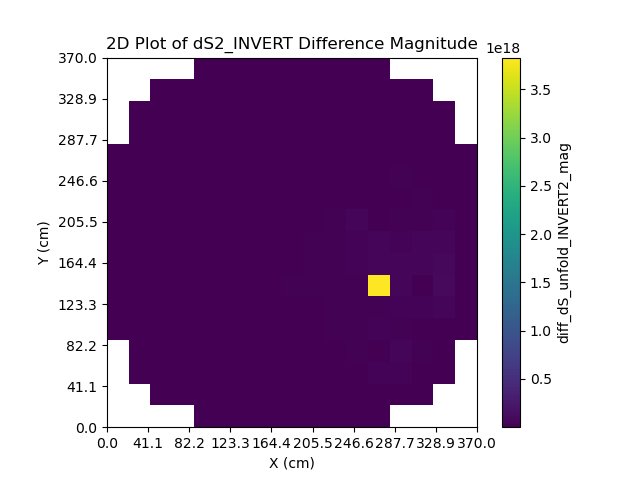 2D Plot of dS2_INVERT Difference Magnitude
1e18
370.0
328.9
287.7
246.6
205.5
164.4
123.3
82.2
41.1
0.0
Y (cm)
0.0 41.1 82.2 123.3 164.4 205.5 246.6 287.7 328.9 370.0
X (cm)
3.5
3.0
2.5
2.0
1.5
1.0
0.5
diff_dS_unfold_INVERT2_mag